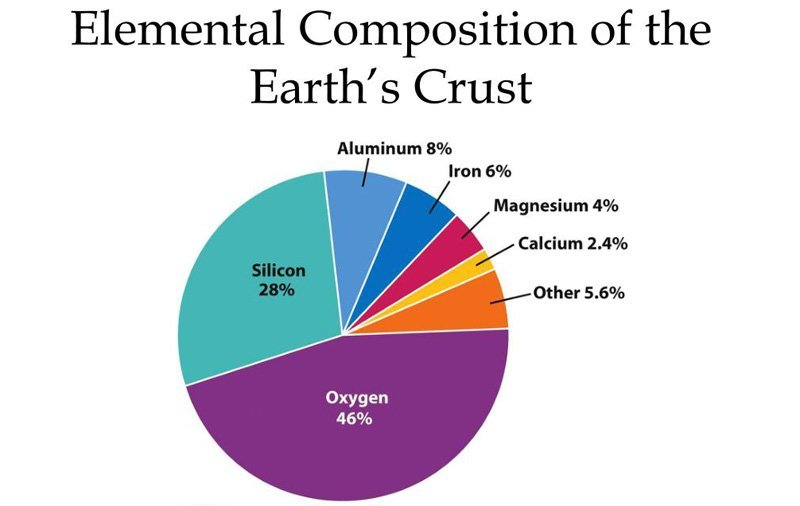 Elemental Composition of the
Earth’s Crust
Aluminum 8%
Iron 6%
Magnesium 4%
Calcium 2.4%
Other 5.6%
Silicon
28%
Oxygen
46%